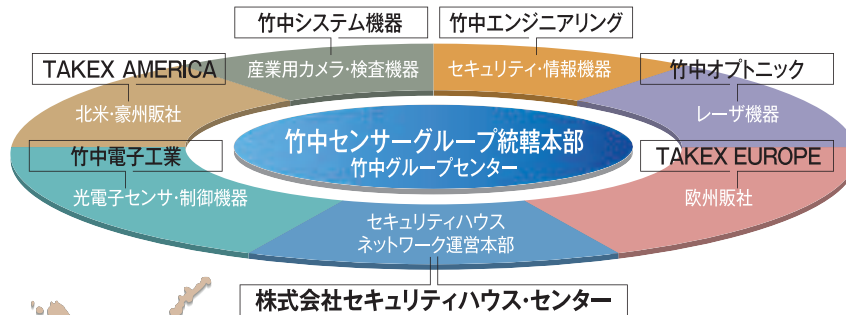 竹中システム機器
産業用カメラ・検査機器
竹中エンジニアリング
セキュリティ・情報機器
TAKEX AMERICA
北米・豪州販社
竹中オプトニック
レーザ機器
竹中センサーグループ統轄本部
竹中グループセンター
竹中電子工業
光電子センサ・制御機器
TAKEX EUROPE
欧州販社
セキュリティハウス
ネットワーク運営本部
株式会社セキュリティハウス・センター